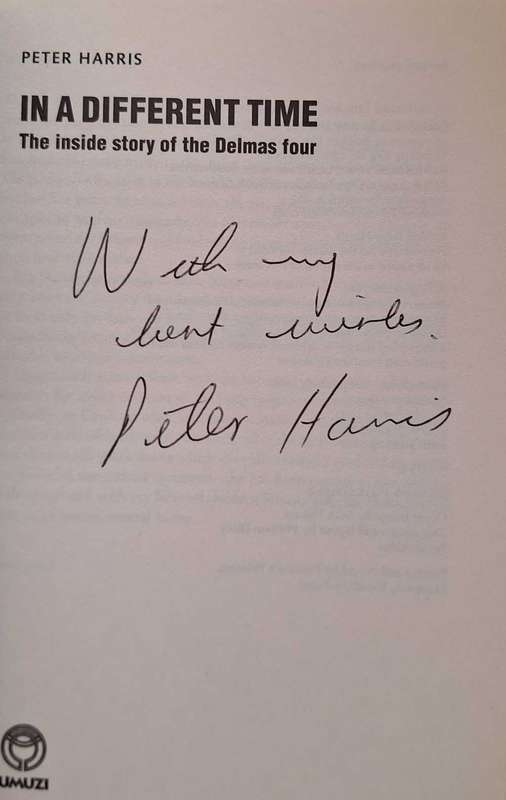 PETER HARRIS
IN A DIFFERENT TIME
The inside story of the Delmas four
With my
best wishes.
Peter Harris
UMUZI